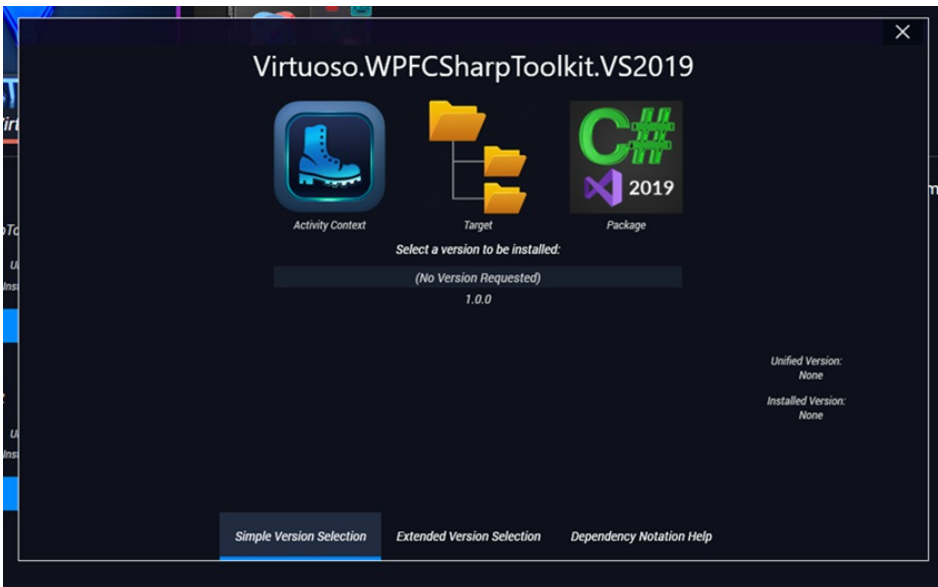 Virtuoso.WPFCSharpToolkit.VS2019
C#
2019
Activity Context
Target
Package
Select a version to be installed:
(No Version Requested)
1.0.0
Unified Version:
None
Installed Version:
None
Simple Version Selection
Extended Version Selection
Dependency Notation Help